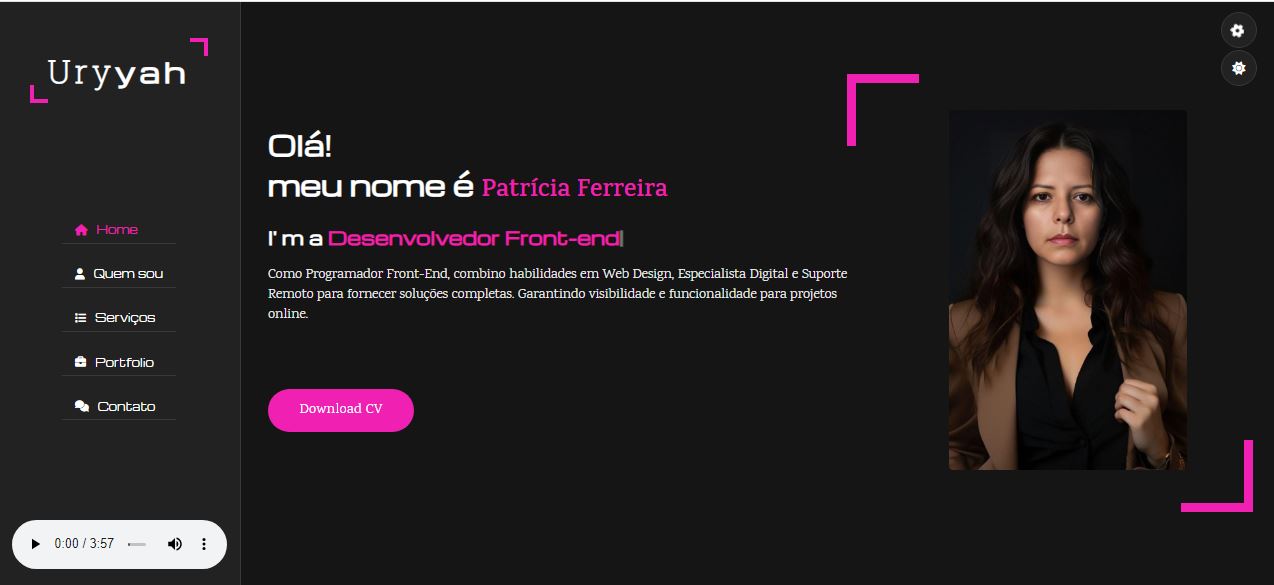 Uryyah
Home
Quem sou
Serviços
Portfolio
Contato
0:00 / 3:57
Olá!
meu nome é Patrícia Ferreira
I' m a Desenvolvedor Front-end|
Como Programador Front-End, combino habilidades em Web Design, Especialista Digital e Suporte
Remoto para fornecer soluções completas. Garantindo visibilidade e funcionalidade para projetos
online.
Download CV